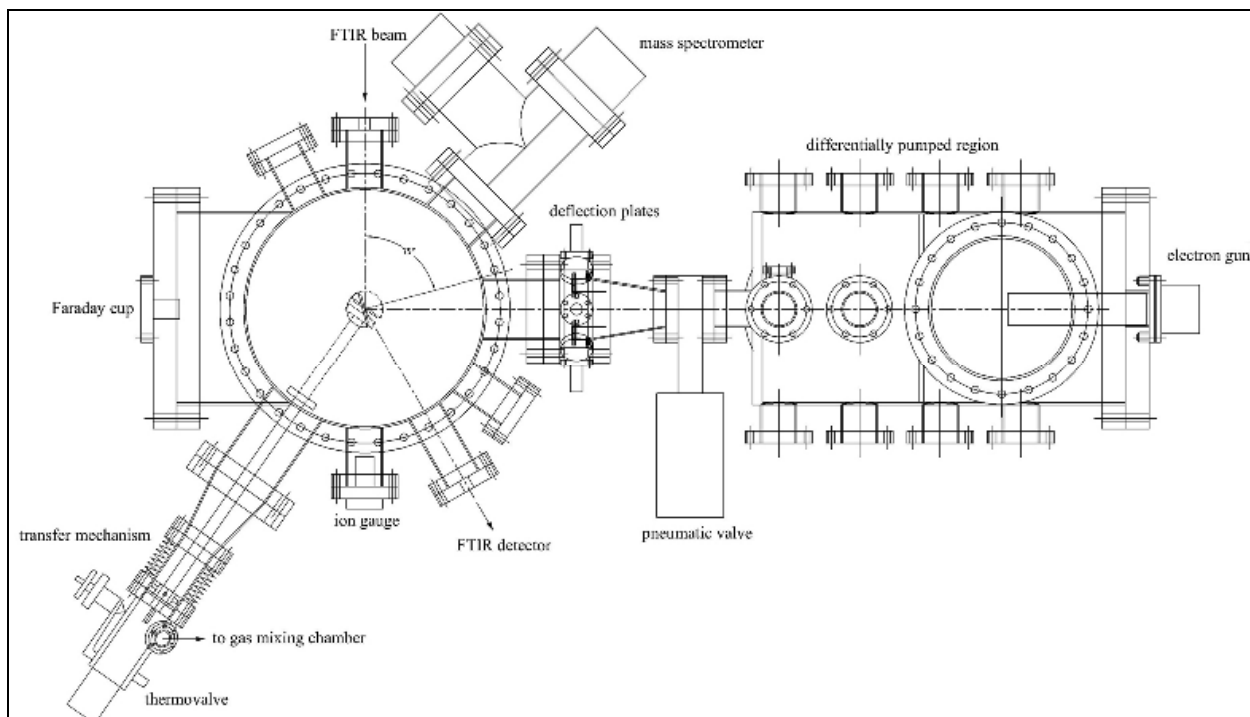 FTIR beam
mass spectrometer
differentially pumped region
deflection plates
75°
electron gun
Faraday cup
transfer mechanism
ion gauge
FTIR detector
pneumatic valve
to gas mixing chamber
thermovalve